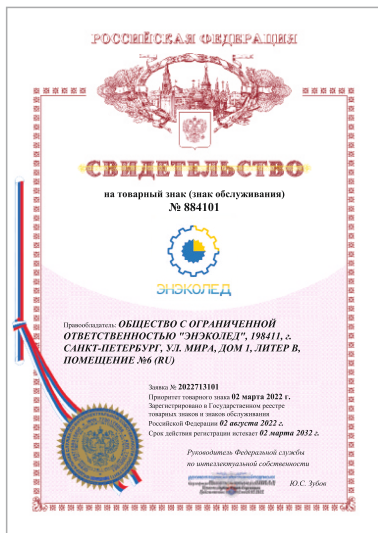 РОССИЙСКАЯ ФЕДЕРАЦИЯ
СВИДЕТЕЛЬСТВО
на товарный знак (знак обслуживания)
№ 884101
ЭНЭКОЛЕД
Правообладатель: ОБЩЕСТВО С ОГРАНИЧЕННОЙ
ОТВЕТСТВЕННОСТЬЮ "ЭНЭКОЛЕД", 198411, г.
САНКТ-ПЕТЕРБУРГ, УЛ. МИРА, ДОМ 1, ЛИТЕР В,
ПОМЕЩЕНИЕ №6 (RU)
Заявка № 2022713101
Приоритет товарного знака 02 марта 2022 г.
Зарегистрировано в Государственном реестре
товарных знаков и знаков обслуживания
Российской Федерации 02 августа 2022 г.
Срок действия регистрации истекает 02 марта 2032 г.
Руководитель Федеральной службы
по интеллектуальной собственности
Ю.С. Зубов